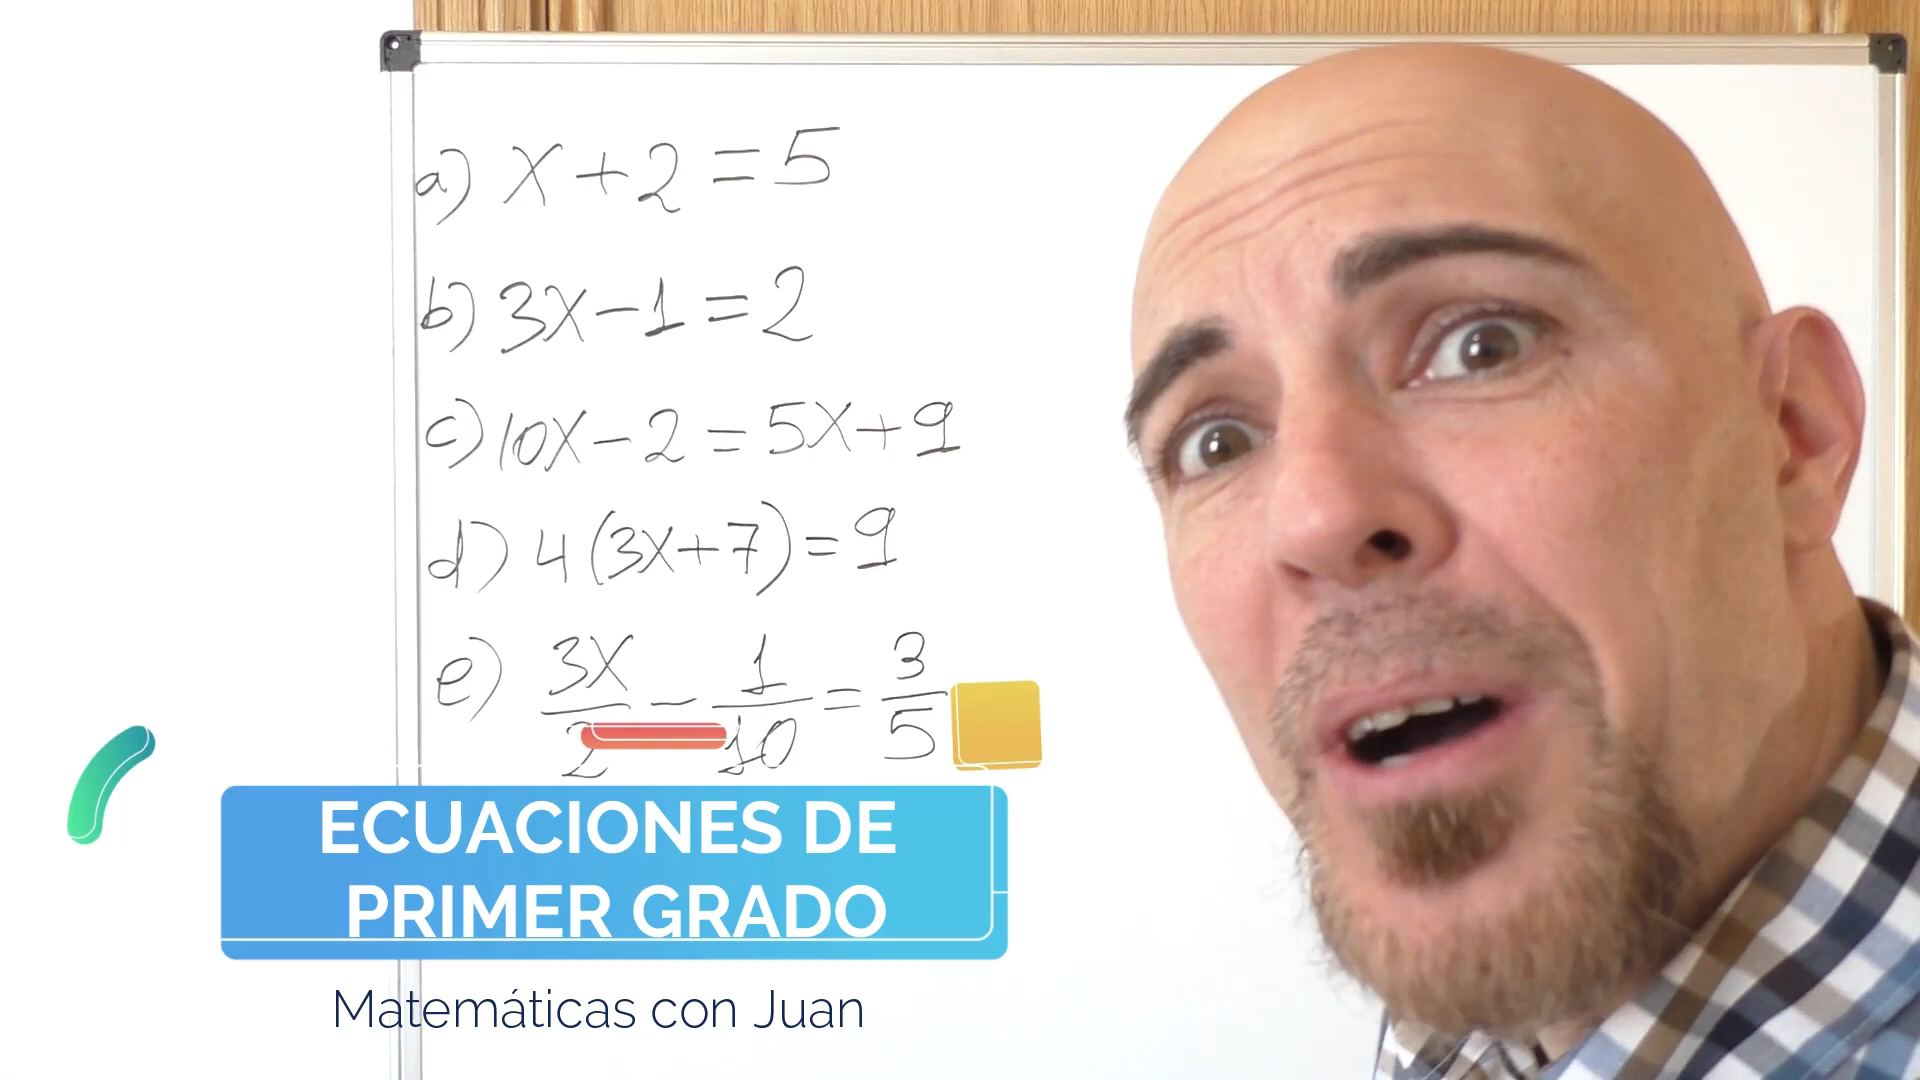 a) x + 2 = 5
b) 3x - 1 = 2
c) 10x - 2 = 5x + 9
d) 4 (3x + 7) = 9
e) 3x/2 - 1/10 = 3/5
ECUACIONES DE
PRIMER GRADO
Matemáticas con Juan